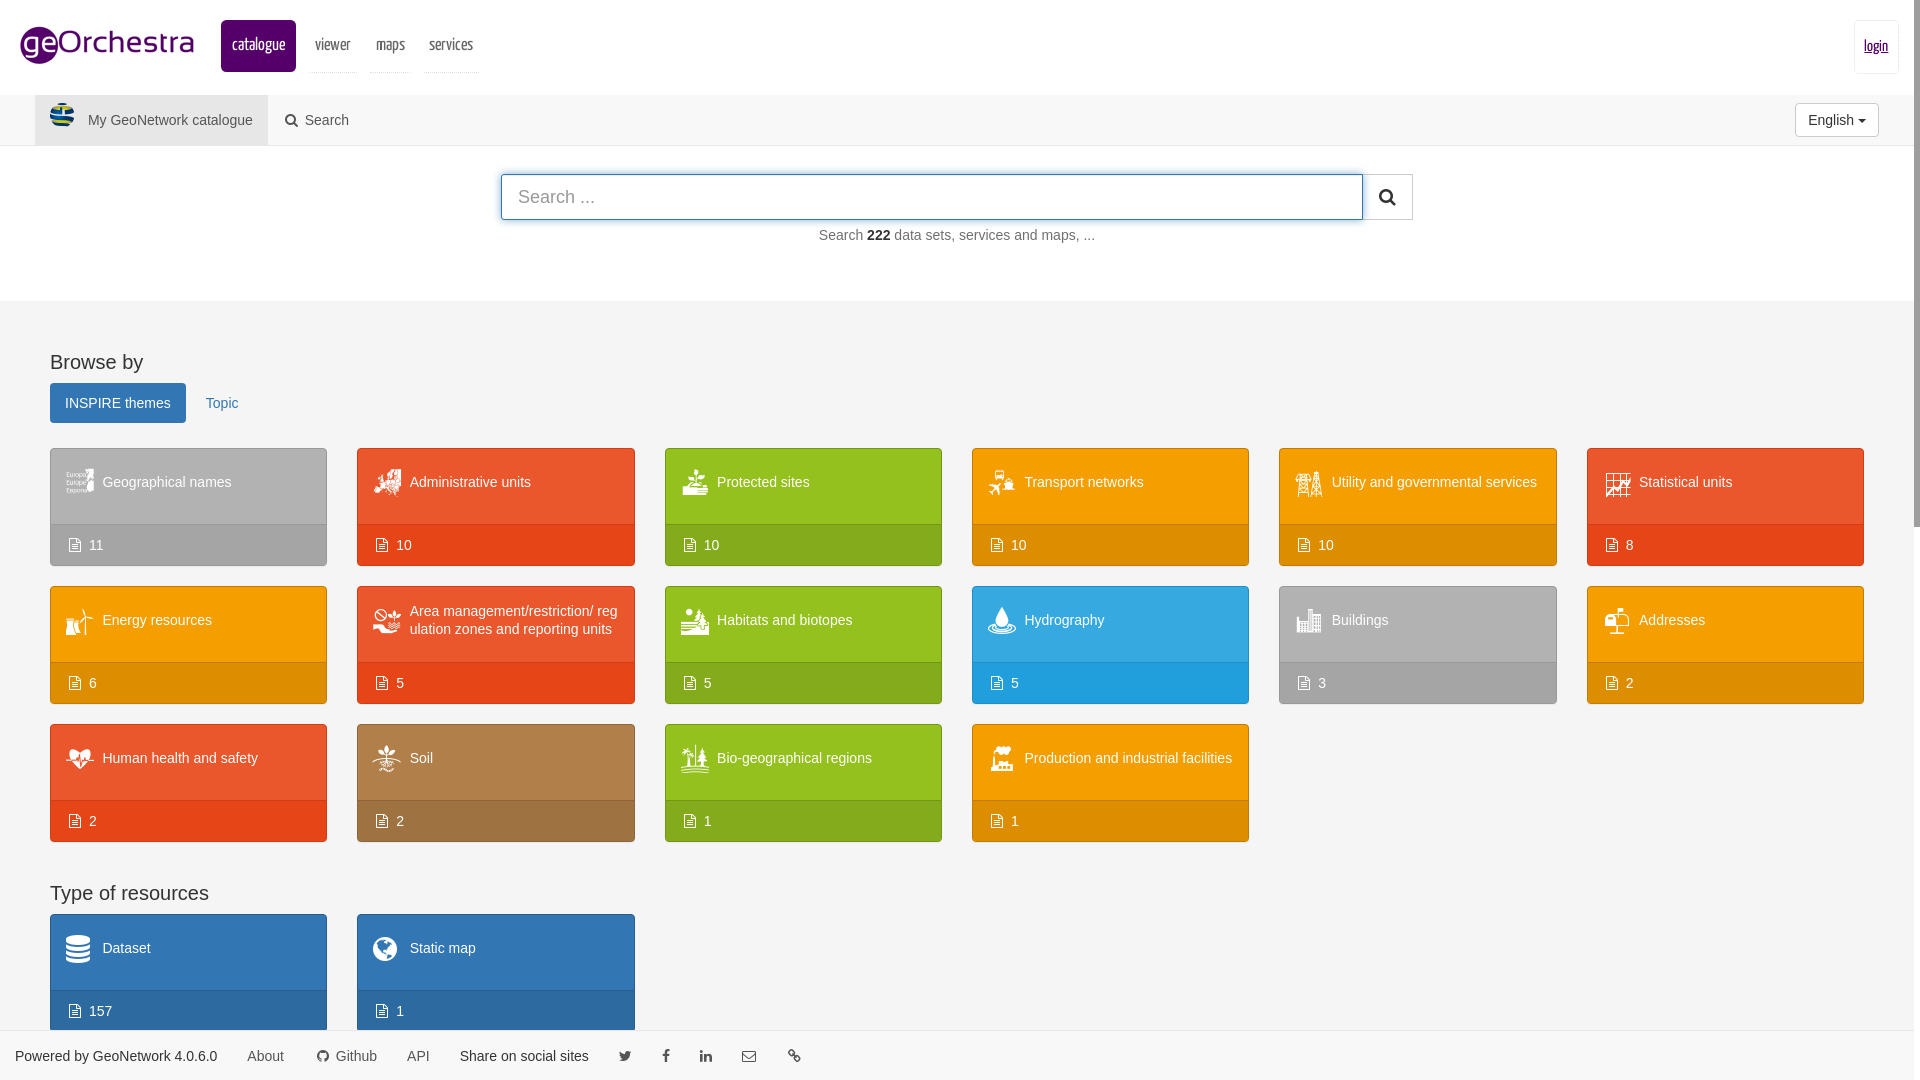 geOrchestra
catalogue
viewer
maps
services
login
My GeoNetwork catalogue
Search
English
Search ...
Search 222 data sets, services and maps, ...
Browse by
INSPIRE themes
Topic
Geographical names
11
Administrative units
10
Protected sites
10
Transport networks
10
Utility and governmental services
10
Statistical units
8
Energy resources
6
Area management/restriction/ reg
ulation zones and reporting units
5
Habitats and biotopes
5
Hydrography
5
Buildings
3
Addresses
2
Human health and safety
2
Soil
2
Bio-geographical regions
1
Production and industrial facilities
1
Type of resources
Dataset
157
Static map
1
Powered by GeoNetwork 4.0.6.0
About
Github
API
Share on social sites